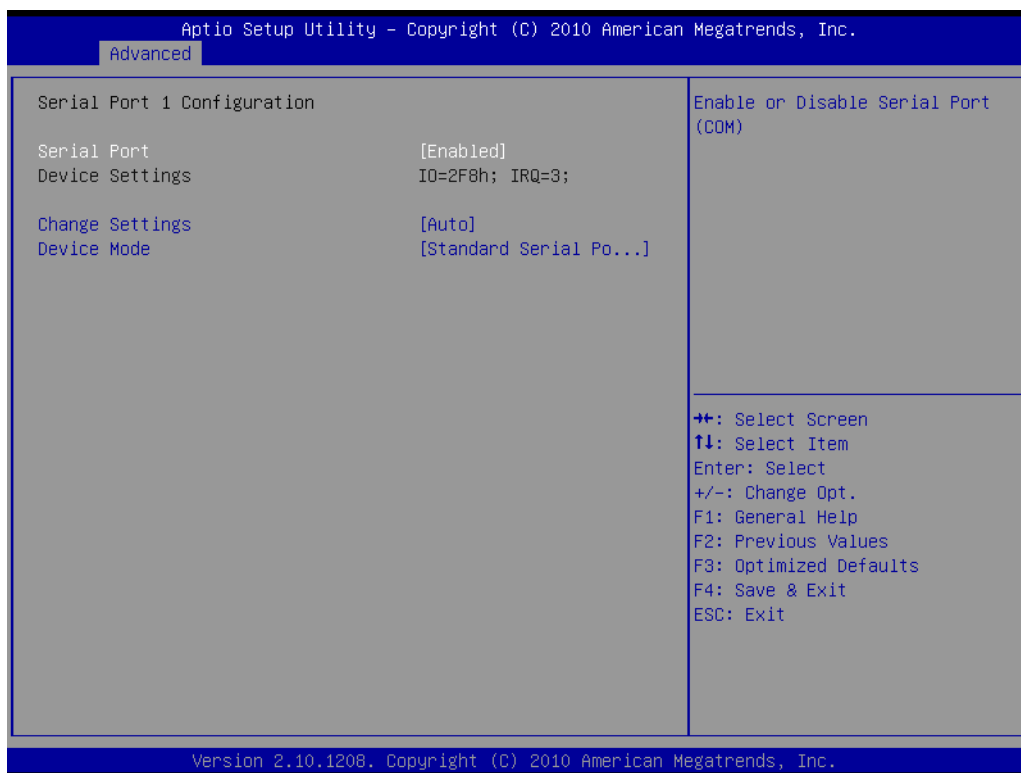 Aptio Setup Utility – Copyright (C) 2010 American Megatrends, Inc.
Advanced
Serial Port 1 Configuration
Serial Port [Enabled]
Device Settings IO=2F8h; IRQ=3;
Change Settings [Auto]
Device Mode [Standard Serial Po...]
Enable or Disable Serial Port
(COM)
→←: Select Screen
↑↓: Select Item
Enter: Select
+/-: Change Opt.
F1: General Help
F2: Previous Values
F3: Optimized Defaults
F4: Save & Exit
ESC: Exit
Version 2.10.1208. Copyright (C) 2010 American Megatrends, Inc.